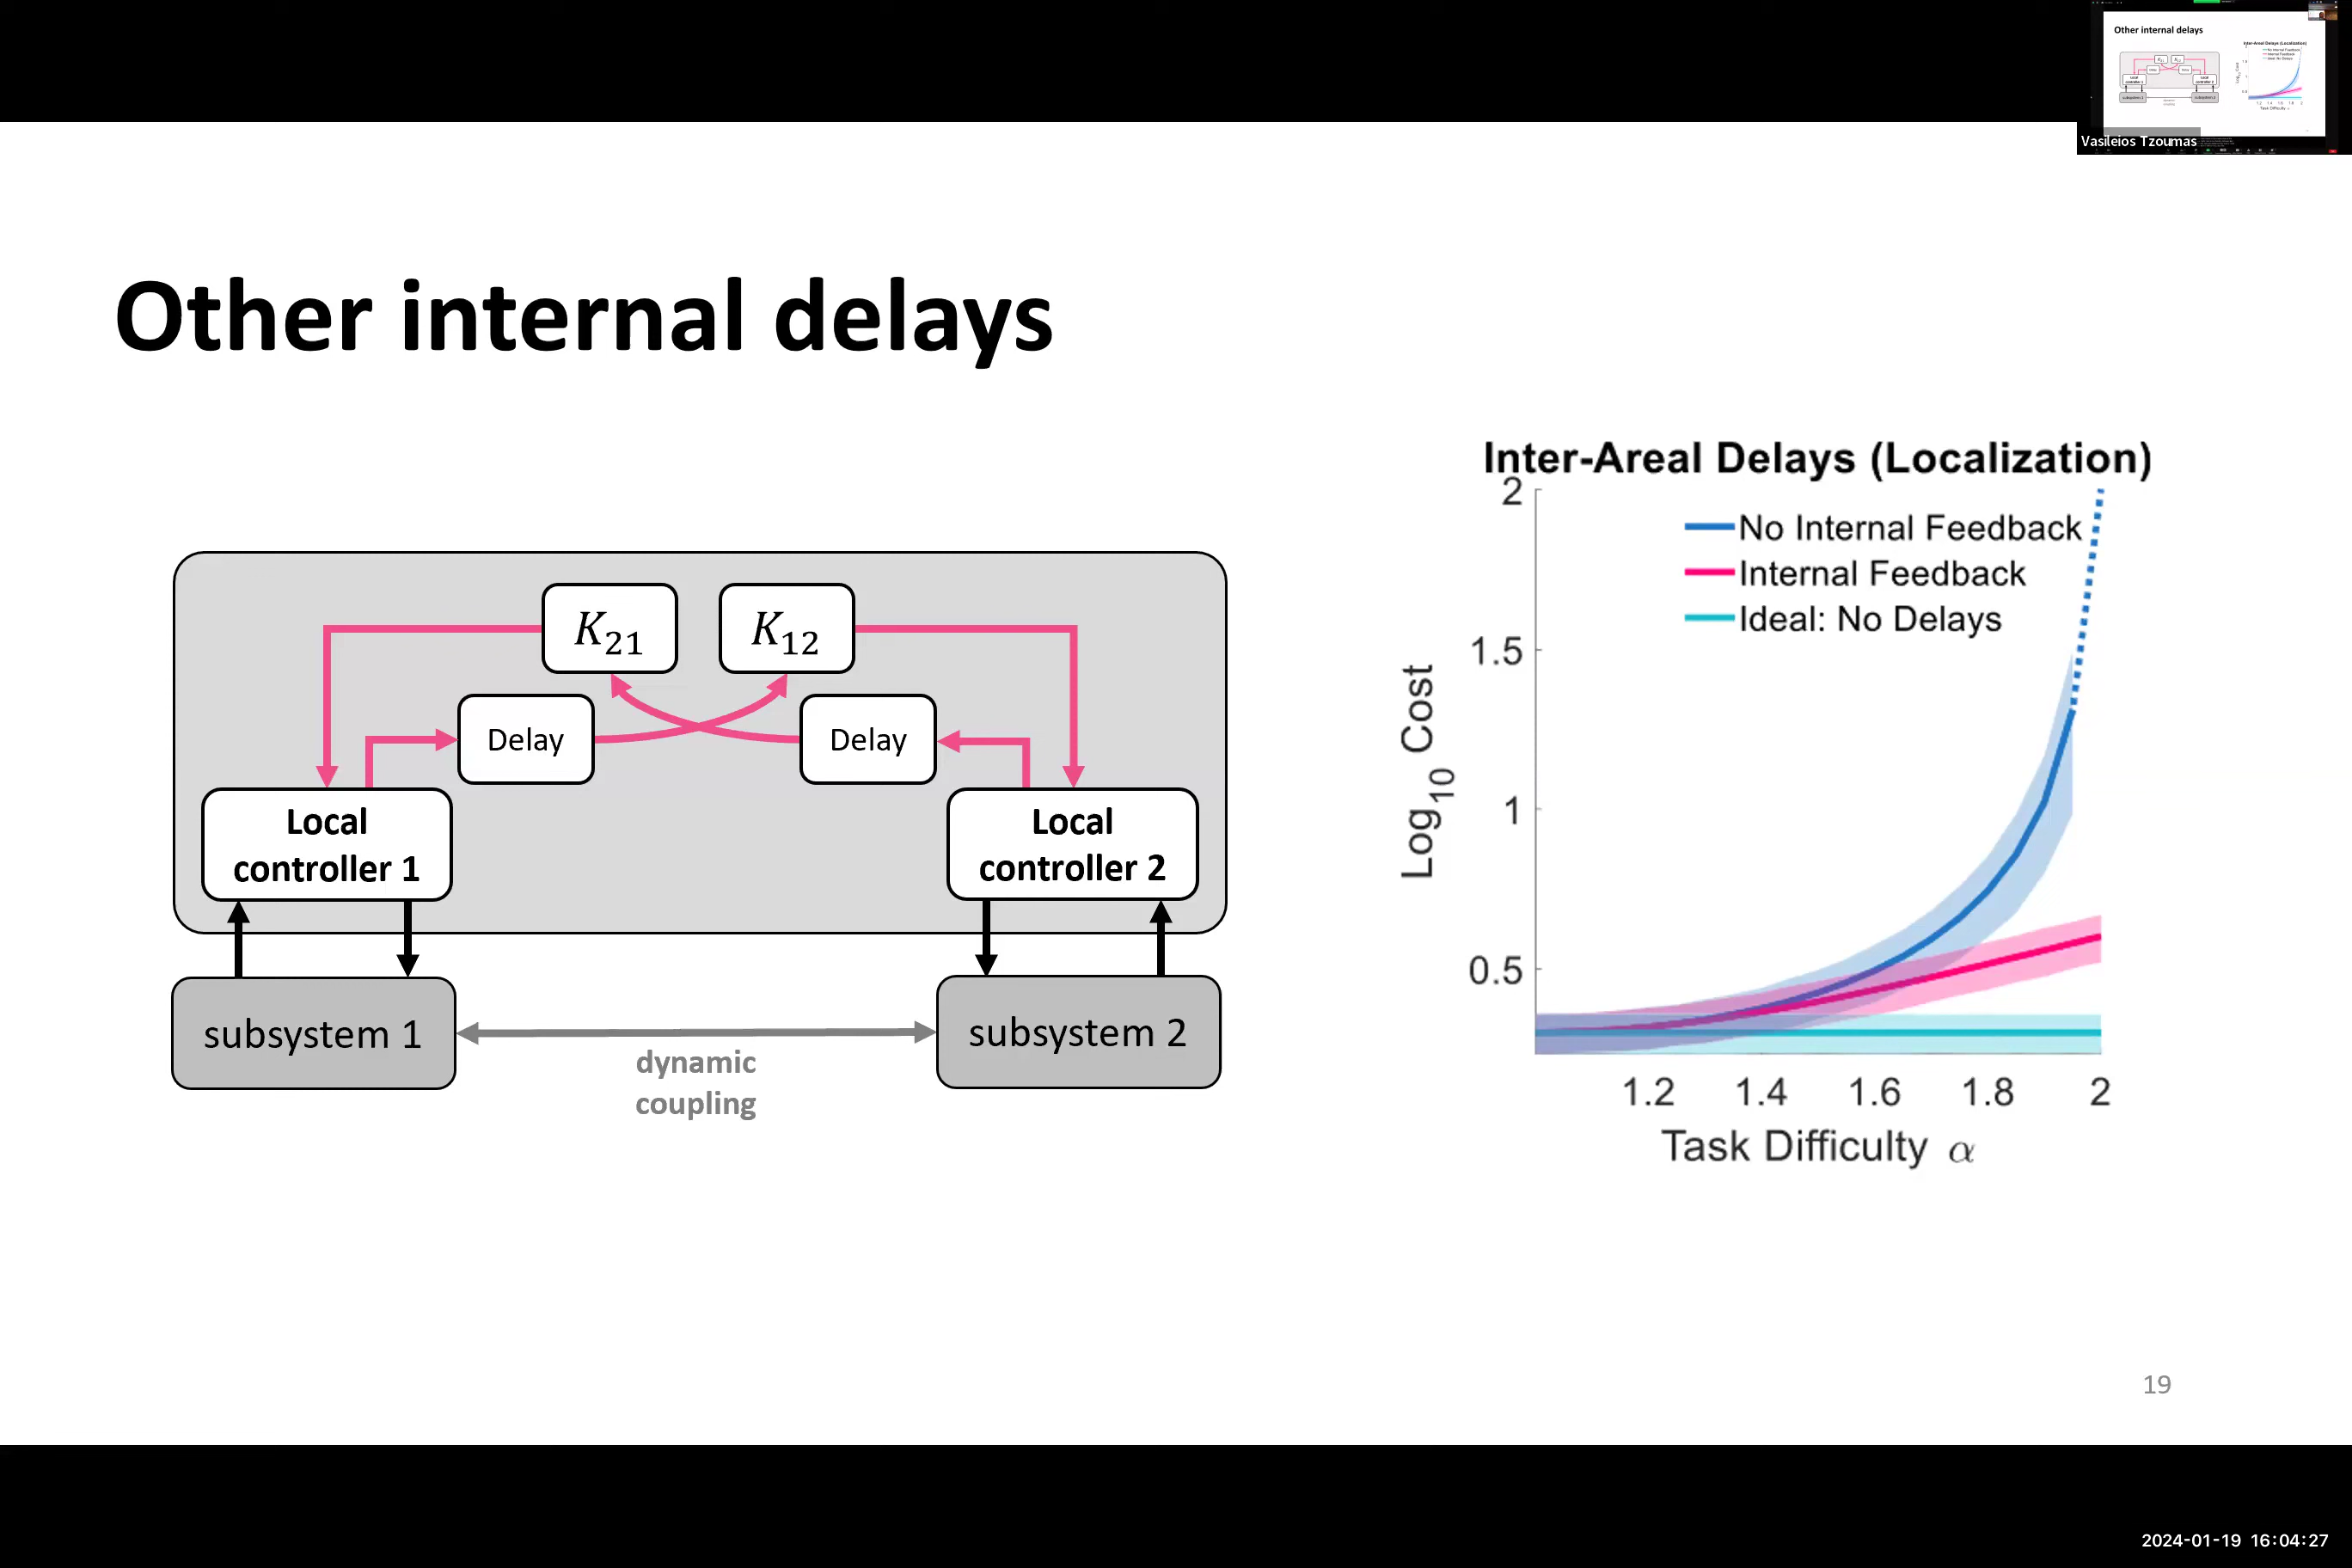 Other internal delays
Vasileios Tzoumas
Other internal delays
K21
K12
Delay
Delay
Local
controller 1
Local
controller 2
subsystem 1
subsystem 2
dynamic
coupling
Inter-Areal Delays (Localization)
No Internal Feedback
Internal Feedback
Ideal: No Delays
2
1.5
1
0.5
Log10 Cost
1.2 1.4 1.6 1.8 2
Task Difficulty α
19
2024-01-19 16:04:27